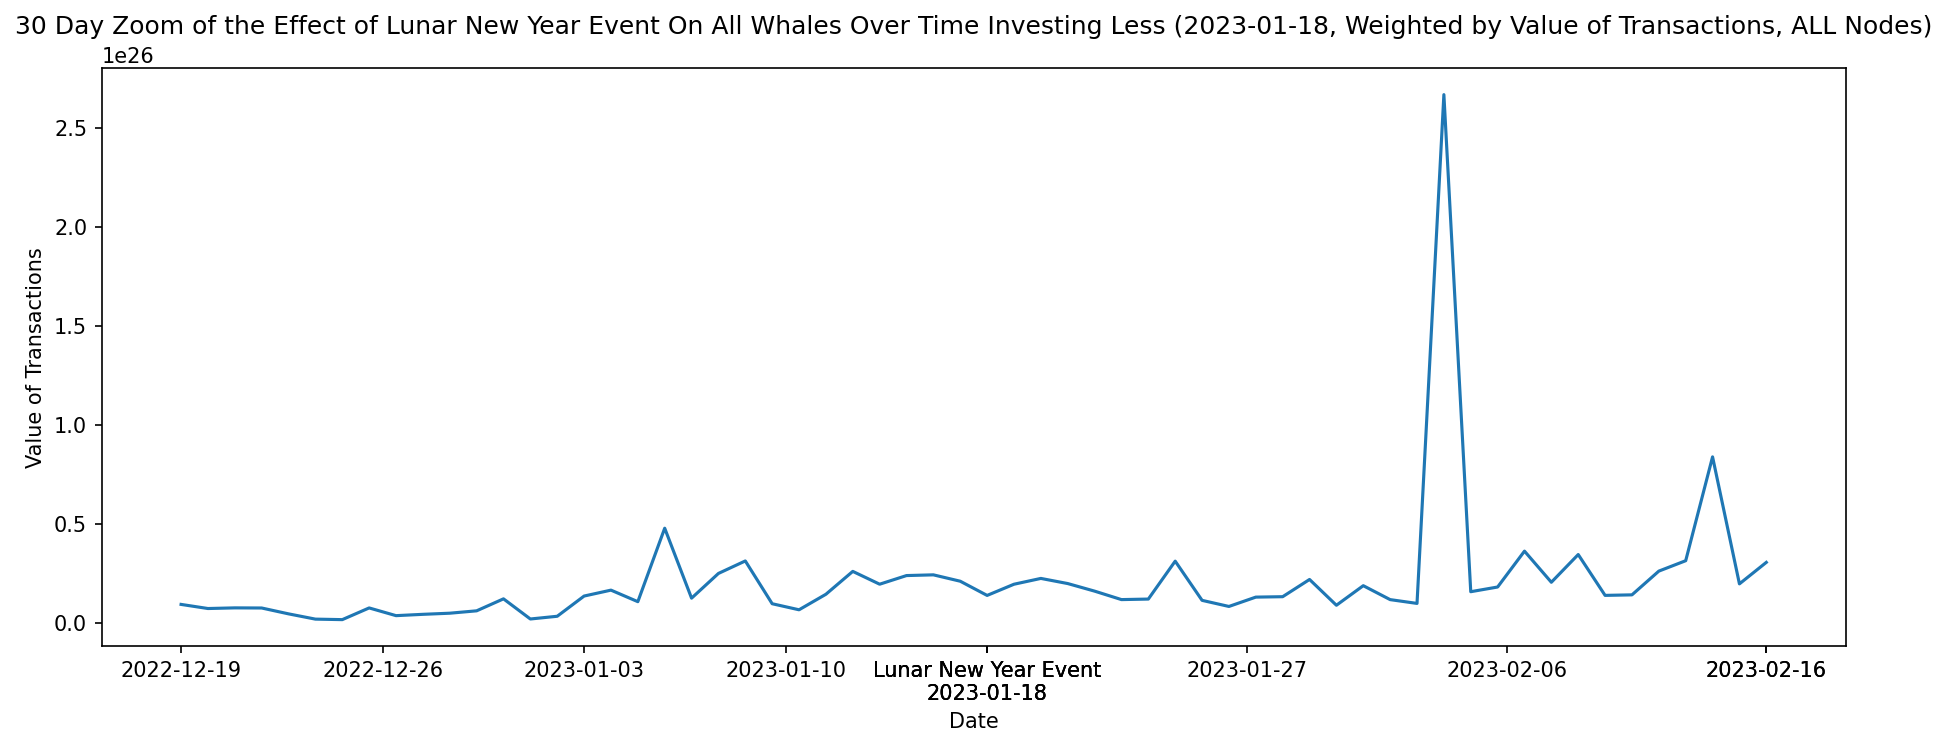 30 Day Zoom of the Effect of Lunar New Year Event On All Whales Over Time Investing Less (2023-01-18, Weighted by Value of Transactions, ALL Nodes)
1e26
2.5
2.0
1.5
1.0
0.5
0.0
Value of Transactions
2022-12-19 2022-12-26 2023-01-03 2023-01-10 Lunar New Year Event 2023-01-27 2023-02-06 2023-02-16
2023-01-18
Date